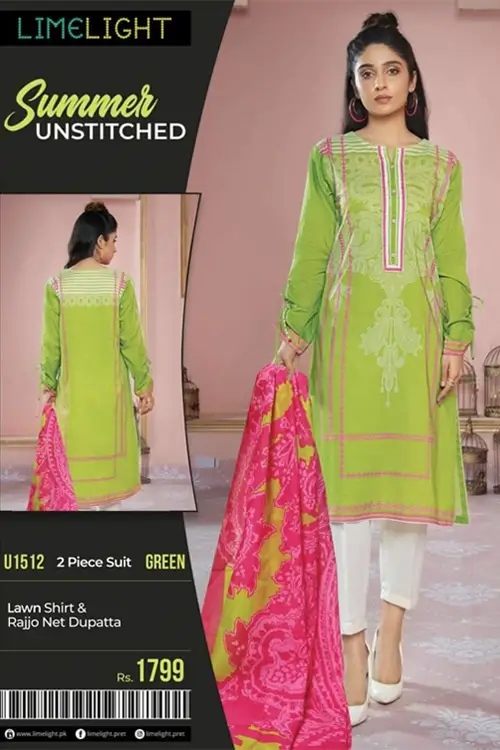 LIMELIGHT
Summer
UNSTITCHED
U1512 2 Piece Suit GREEN
Lawn Shirt &
Rajjo Net Dupatta
Rs. 1799
www.limelight.pk limelight.pret limelight.pret